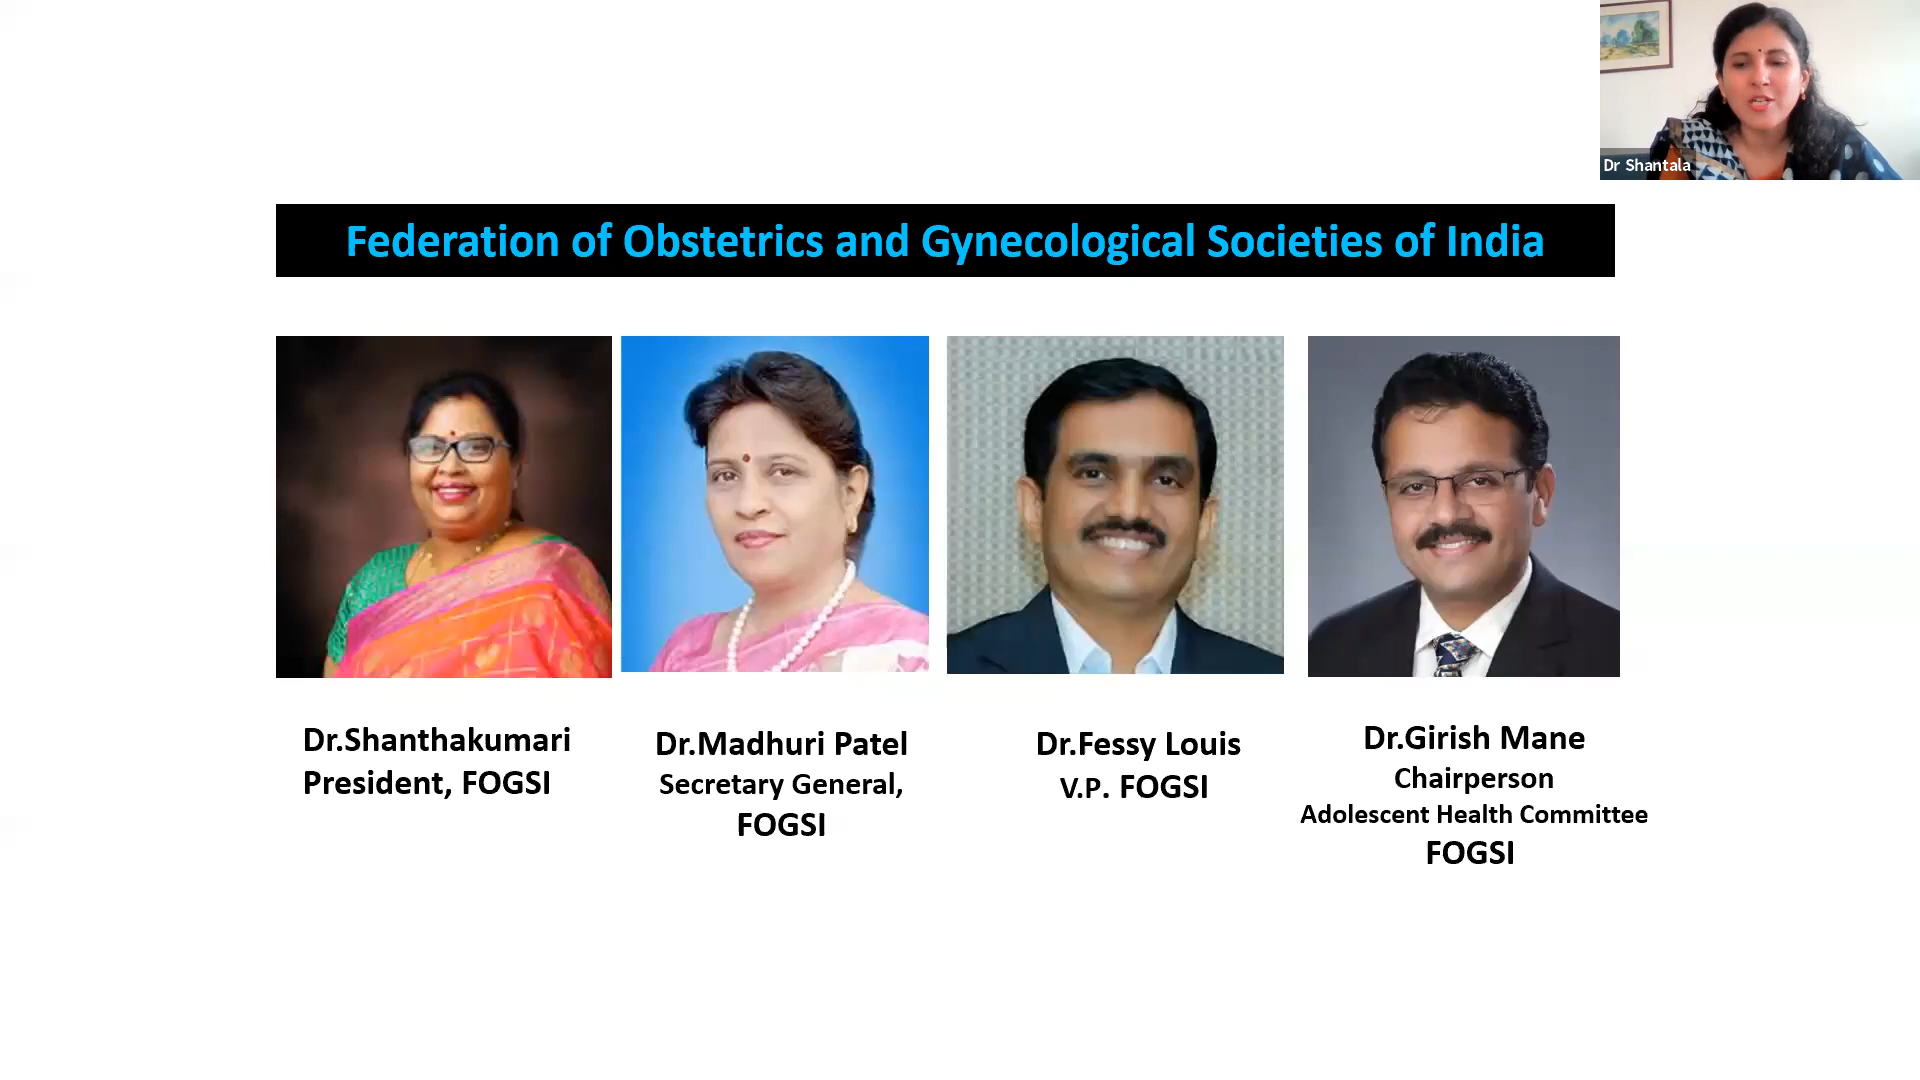 Dr Shantala
Federation of Obstetrics and Gynecological Societies of India
Dr.Shanthakumari
President, FOGSI
Dr.Madhuri Patel
Secretary General,
FOGSI
Dr.Fessy Louis
V.P. FOGSI
Dr.Girish Mane
Chairperson
Adolescent Health Committee
FOGSI